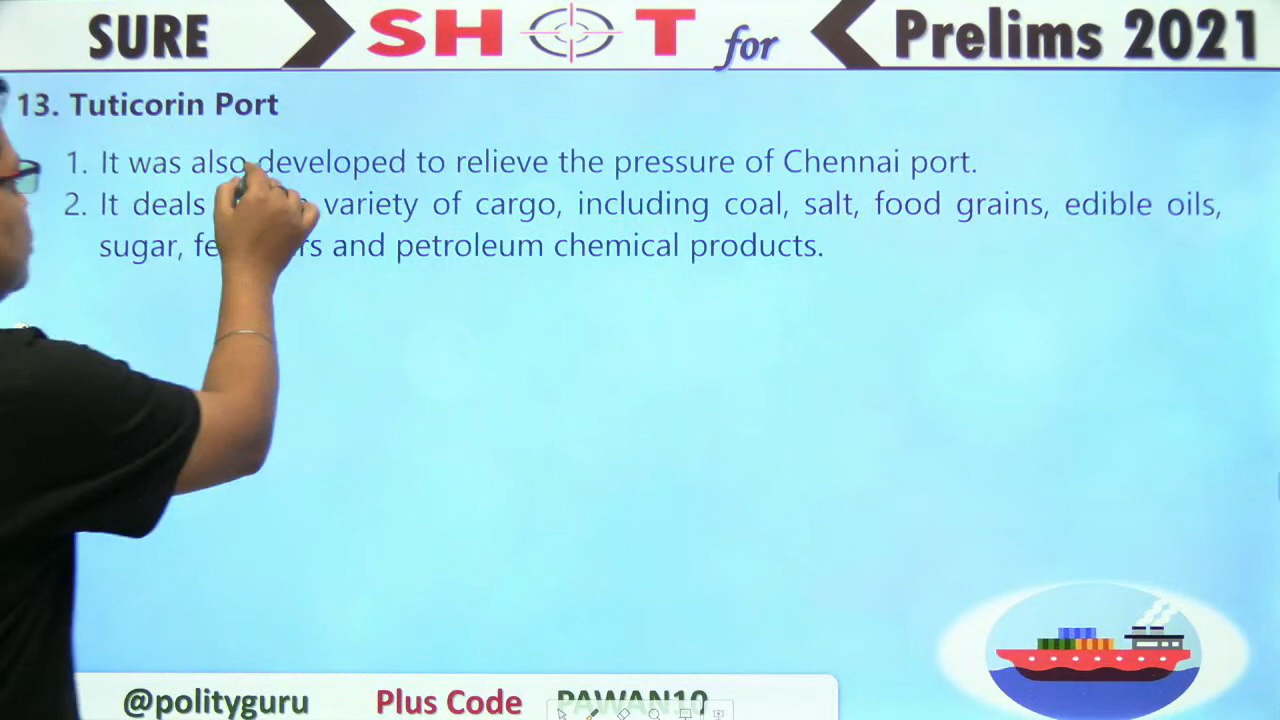 SURE SHOT for Prelims 2021
13. Tuticorin Port
1. It was also developed to relieve the pressure of Chennai port.
2. It deals variety of cargo, including coal, salt, food grains, edible oils,
sugar, and petroleum chemical products.
@polityguru Plus Code PAWAN10